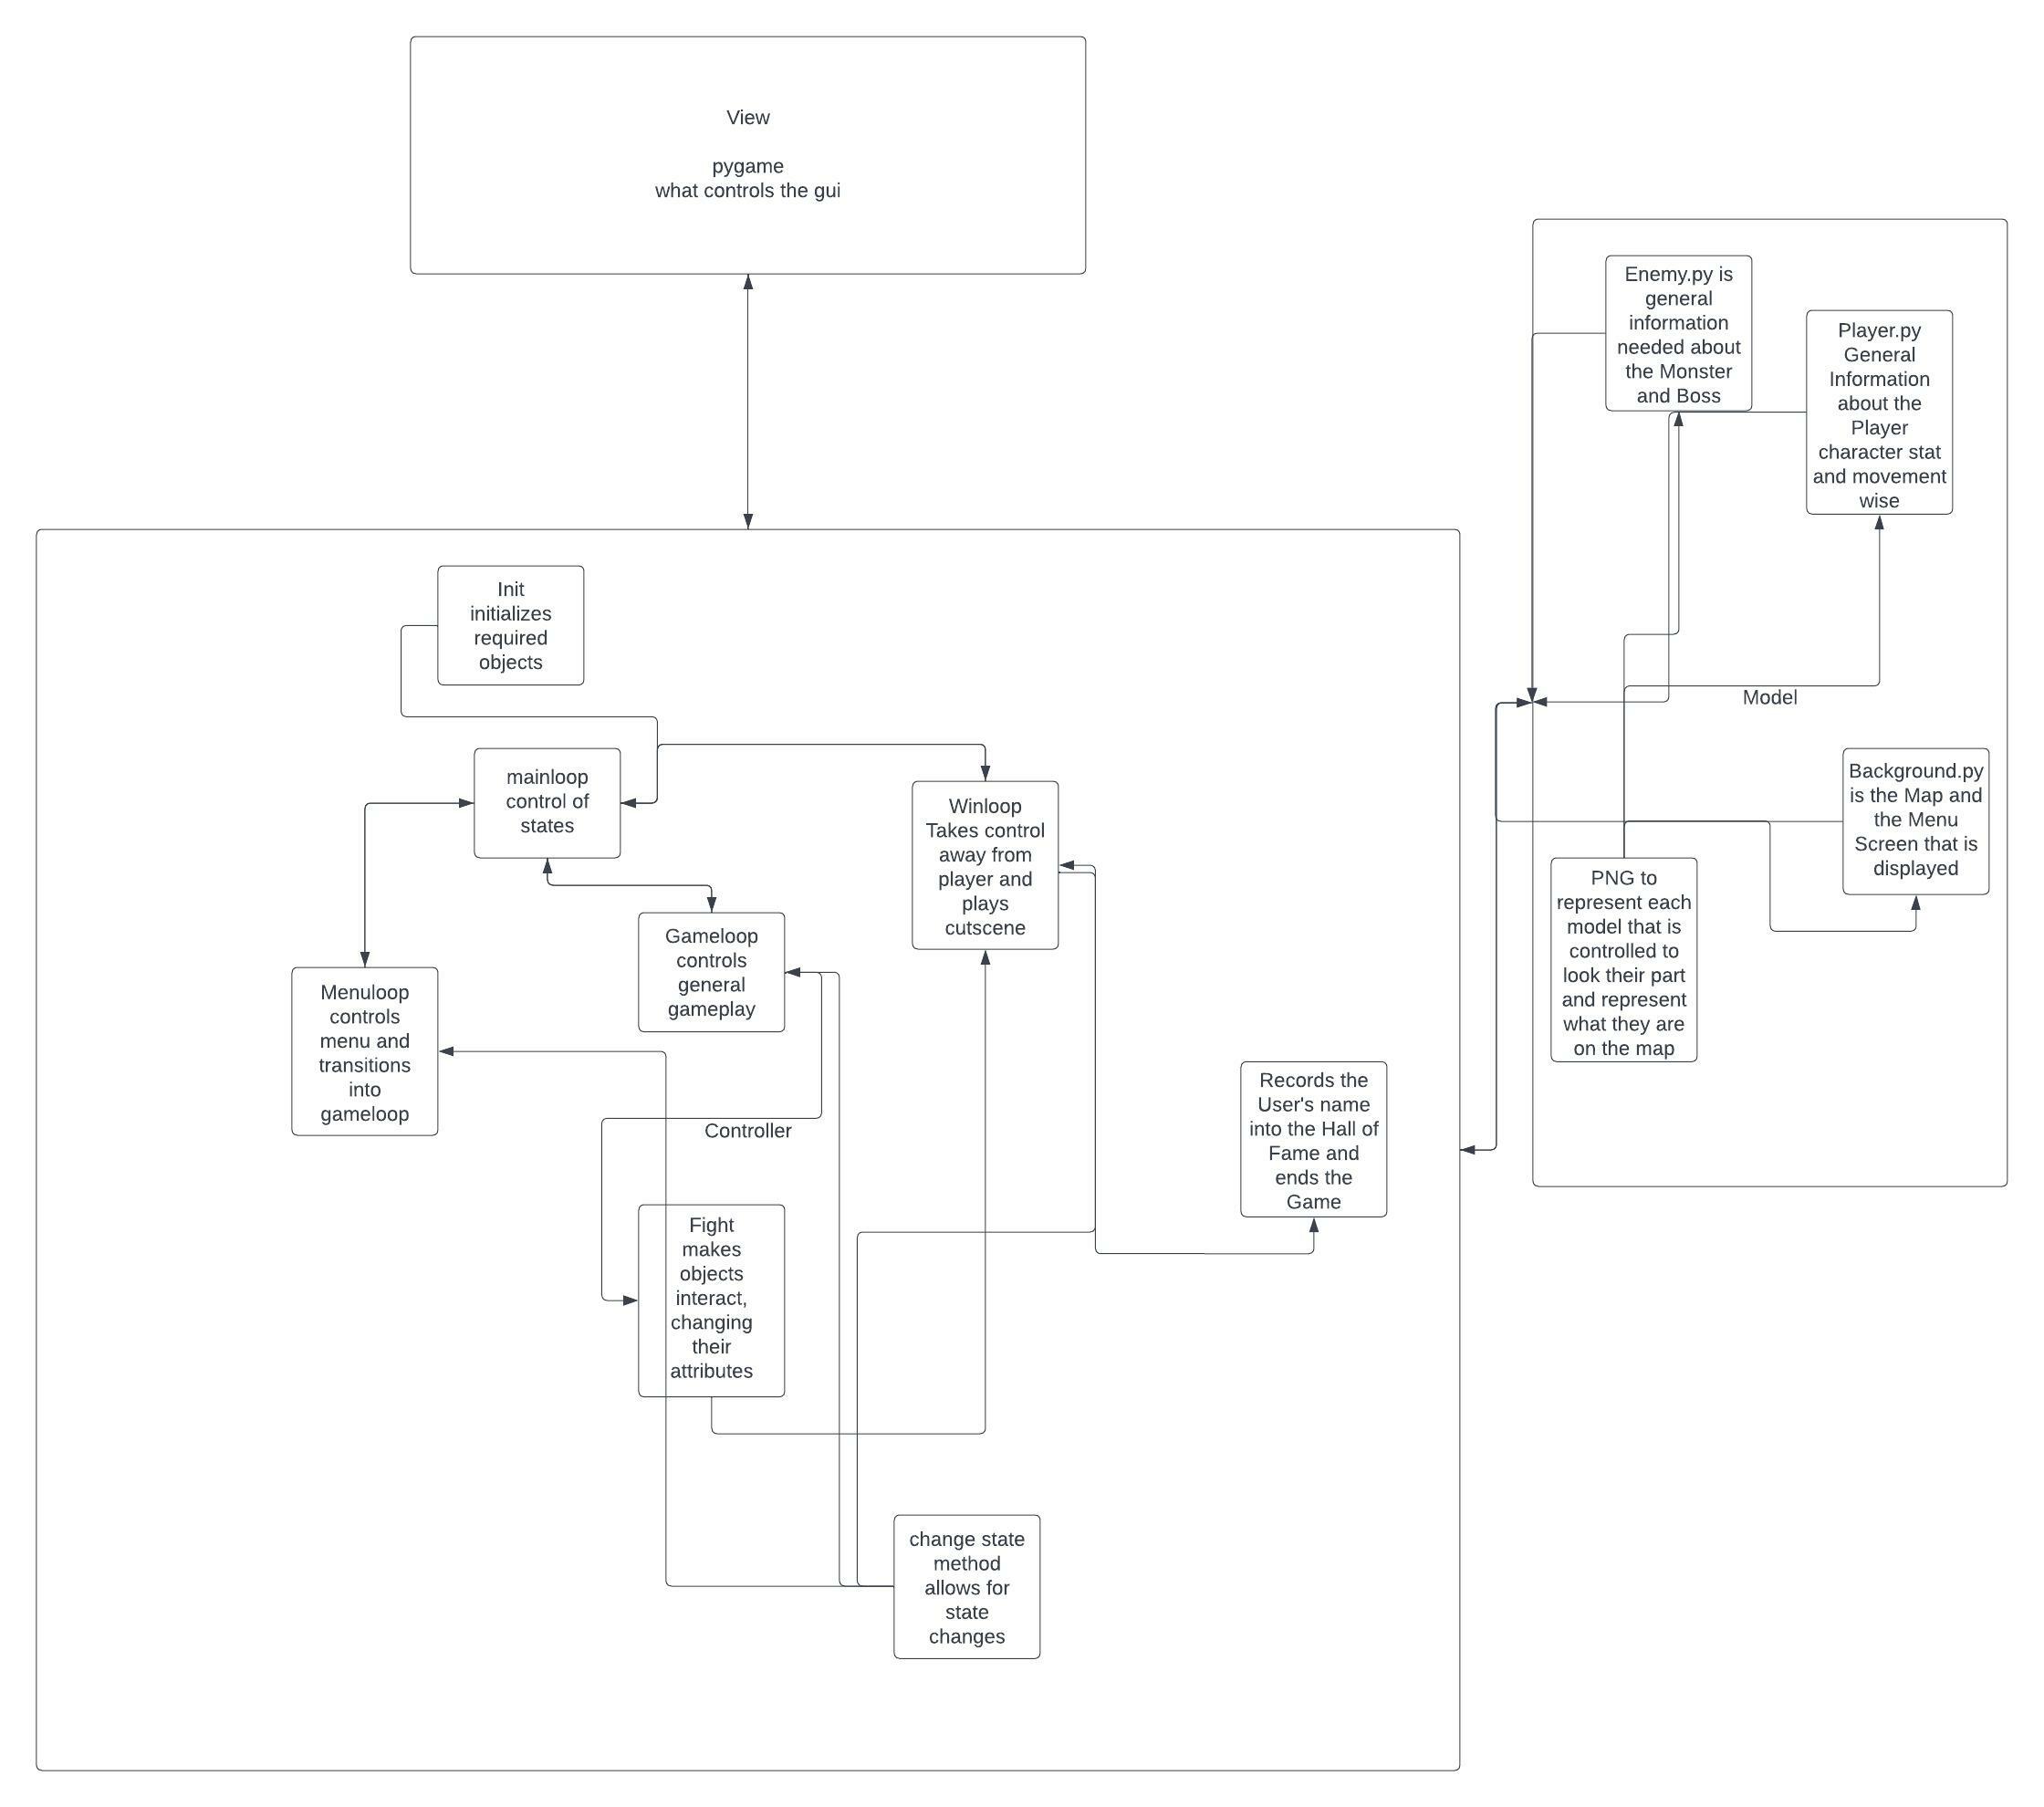 View
pygame
what controls the gui
Enemy.py is
general
information
needed about
the Monster
and Boss
Player.py
General
Information
about the
Player
character stat
and movement
wise
Model
Background.py
is the Map and
the Menu
Screen that is
displayed
PNG to
represent each
model that is
controlled to
look their part
and represent
what they are
on the map
Init
initializes
required
objects
mainloop
control of
states
Winloop
Takes control
away from
player and
plays
cutscene
Gameloop
controls
general
gameplay
Menuloop
controls
menu and
transitions
into
gameloop
Controller
Records the
User's name
into the Hall of
Fame and
ends the
Game
Fight
makes
objects
interact,
changing
their
attributes
change state
method
allows for
state
changes